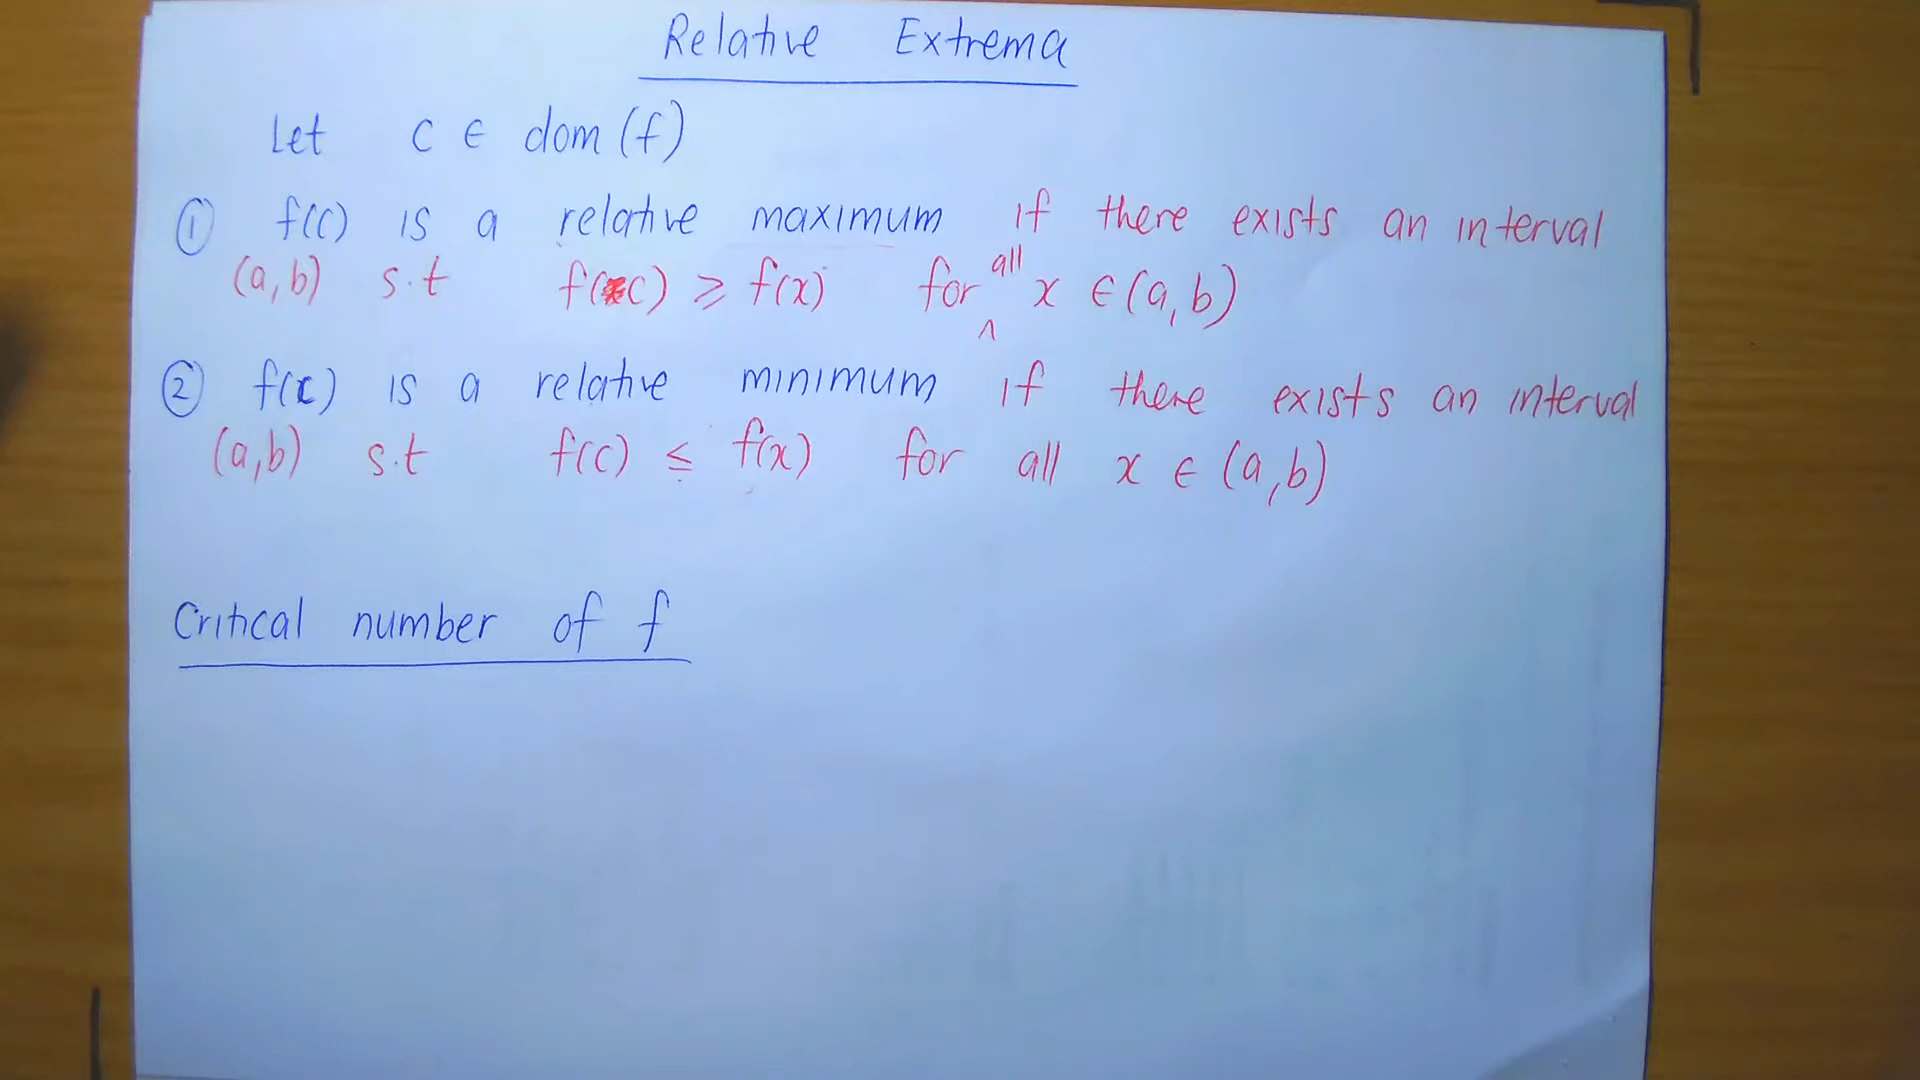 Relative Extrema
Let c ∈ dom (f)
① f(c) is a relative maximum if there exists an interval
(a, b) s.t f(c) ⩾ f(x) for all x ∈ (a, b)
② f(c) is a relative minimum if there exists an interval
(a,b) s.t f(c) ≤ f(x) for all x ∈ (a,b)
Critical number of f